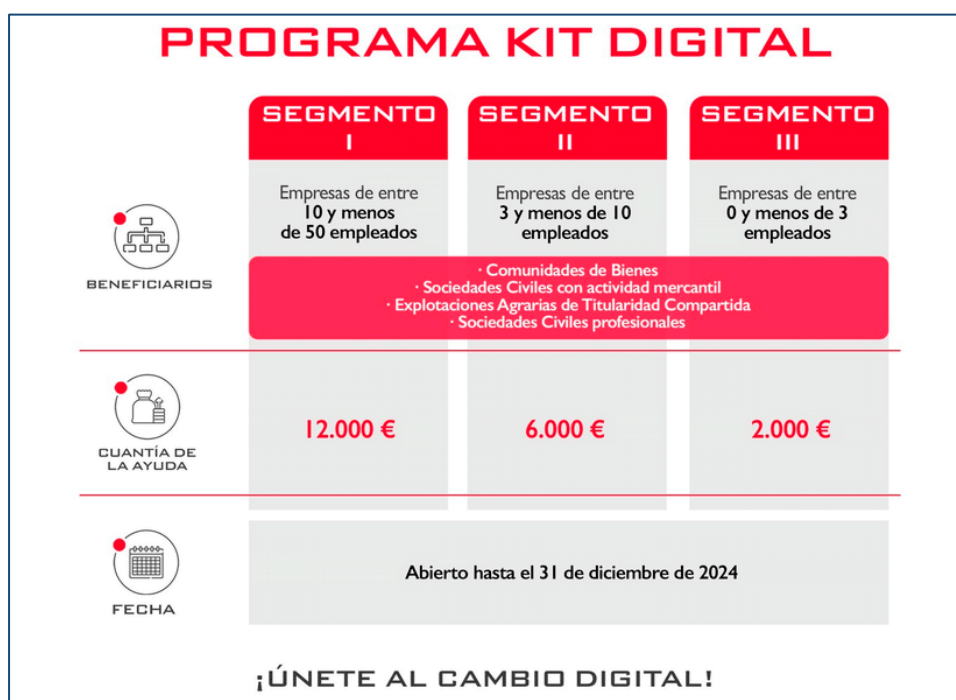 PROGRAMA KIT DIGITAL
SEGMENTO
I
SEGMENTO
II
SEGMENTO
III
BENEFICIARIOS
Empresas de entre
10 y menos
de 50 empleados
Empresas de entre
3 y menos de 10
empleados
Empresas de entre
0 y menos de 3
empleados
· Comunidades de Bienes
· Sociedades Civiles con actividad mercantil
· Explotaciones Agrarias de Titularidad Compartida
· Sociedades Civiles profesionales
CUANTÍA DE
LA AYUDA
12.000 €
6.000 €
2.000 €
FECHA
Abierto hasta el 31 de diciembre de 2024
¡ÚNETE AL CAMBIO DIGITAL!